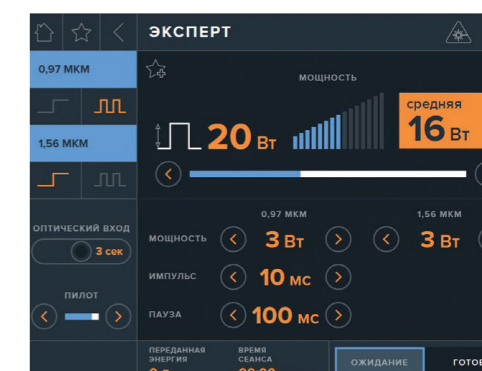 ЭКСПЕРТ
0,97 МКМ
МОЩНОСТЬ
1,56 МКМ
20 Вт
средняя
16 Вт
ОПТИЧЕСКИЙ ВХОД
3 сек
ПИЛОТ
0,97 МКМ
1,56 МКМ
МОЩНОСТЬ
3 Вт
3 Вт
ИМПУЛЬС
10 мс
ПАУЗА
100 мс
ПЕРЕДАННАЯ
ЭНЕРГИЯ
ВРЕМЯ
СЕАНСА
ОЖИДАНИЕ